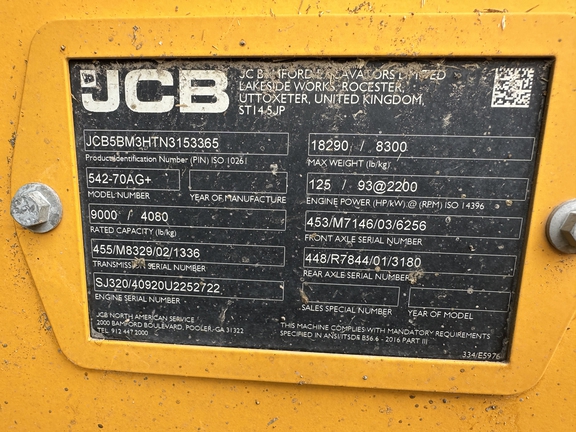 JCB
JC BAMFORD EXCAVATORS LIMITED
LAKESIDE WORKS, ROCESTER,
UTTOXETER, UNITED KINGDOM,
ST14 5JP
JCB5BM3HTN3153365
Product Identification Number (PIN) ISO 10261
18290 / 8300
MAX WEIGHT (lb/kg)
542-70AG+
MODEL NUMBER
YEAR OF MANUFACTURE
125 / 93@2200
ENGINE POWER (HP/kW) @ (RPM) ISO 14396
9000 / 4080
RATED CAPACITY (lb/kg)
453/M7146/03/6256
FRONT AXLE SERIAL NUMBER
455/M8329/02/1336
TRANSMISSION SERIAL NUMBER
448/R7844/01/3180
REAR AXLE SERIAL NUMBER
SJ320/40920U2252722
ENGINE SERIAL NUMBER
SALES SPECIAL NUMBER
YEAR OF MODEL
JCB NORTH AMERICAN SERVICE
2000 BAMFORD BOULEVARD, POOLER, GA 31322
TEL 912 447 2000
THIS MACHINE COMPLIES WITH MANDATORY REQUIREMENTS
SPECIFIED IN ANSI/ITSDF B56.6 - 2016 PART III
334/E5976